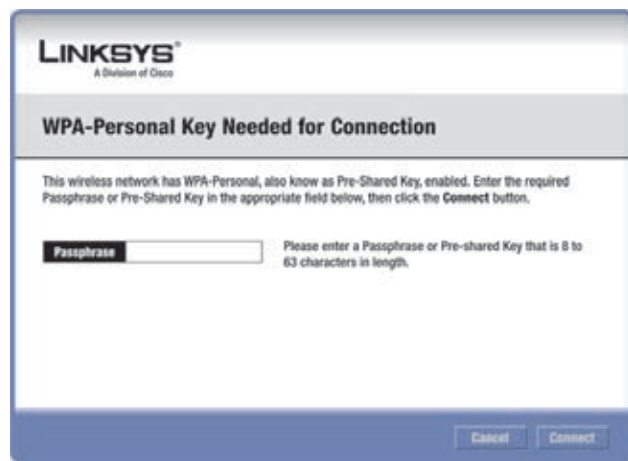 LINKSYS®
A Division of Cisco
WPA-Personal Key Needed for Connection
This wireless network has WPA-Personal, also know as Pre-Shared Key, enabled. Enter the required
Passphrase or Pre-Shared Key in the appropriate field below, then click the Connect button.
Passphrase
Please enter a Passphrase or Pre-shared Key that is 8 to
63 characters in length.
Cancel Connect